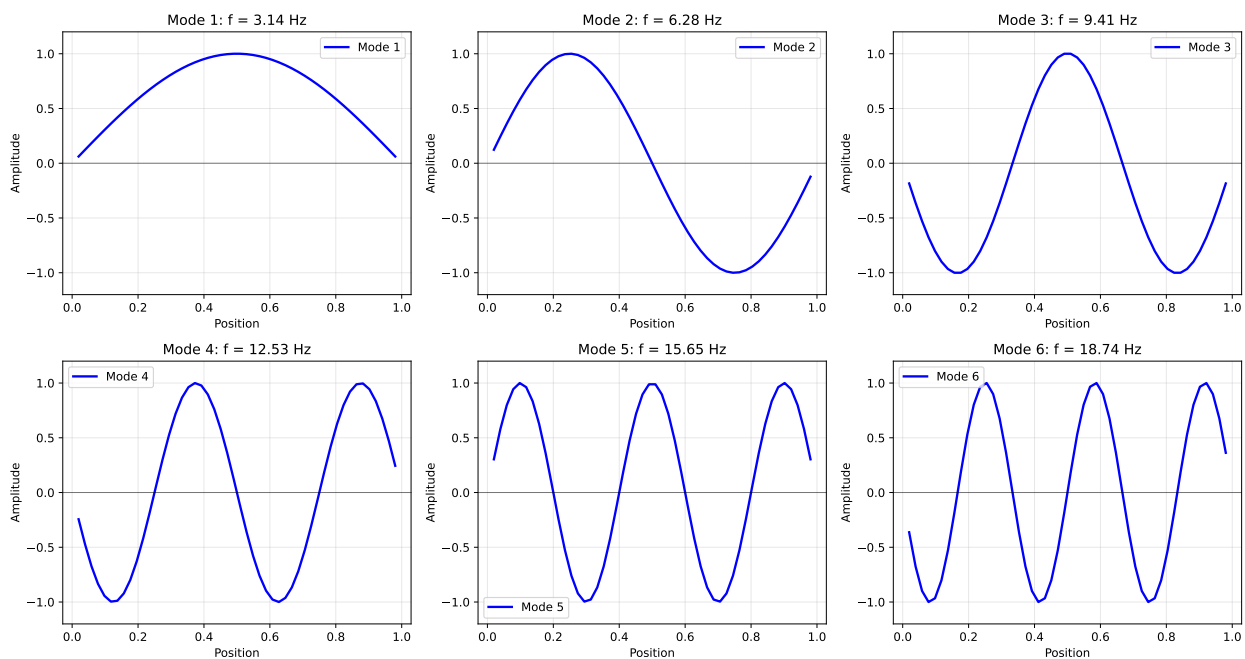 Mode 1: f = 3.14 Hz
Mode 1
1.0
0.5
0.0
−0.5
−1.0
Amplitude
0.0 0.2 0.4 0.6 0.8 1.0
Position
Mode 2: f = 6.28 Hz
Mode 2
1.0
0.5
0.0
−0.5
−1.0
Amplitude
0.0 0.2 0.4 0.6 0.8 1.0
Position
Mode 3: f = 9.41 Hz
Mode 3
1.0
0.5
0.0
−0.5
−1.0
Amplitude
0.0 0.2 0.4 0.6 0.8 1.0
Position
Mode 4: f = 12.53 Hz
Mode 4
1.0
0.5
0.0
−0.5
−1.0
Amplitude
0.0 0.2 0.4 0.6 0.8 1.0
Position
Mode 5: f = 15.65 Hz
1.0
0.5
0.0
−0.5
−1.0
Amplitude
Mode 5
0.0 0.2 0.4 0.6 0.8 1.0
Position
Mode 6: f = 18.74 Hz
Mode 6
1.0
0.5
0.0
−0.5
−1.0
Amplitude
0.0 0.2 0.4 0.6 0.8 1.0
Position